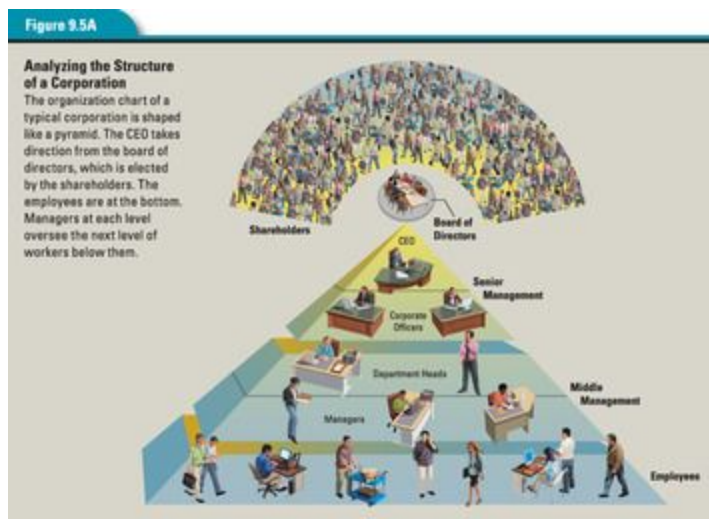 Figure 9.5A
Analyzing the Structure
of a Corporation
The organization chart of a
typical corporation is shaped
like a pyramid. The CEO takes
direction from the board of
directors, which is elected
by the shareholders. The
employees are at the bottom.
Managers at each level
oversee the next level of
workers below them.
Shareholders
Board of
Directors
CEO
Senior
Management
Corporate
Officers
Department Heads
Middle
Management
Managers
Employees